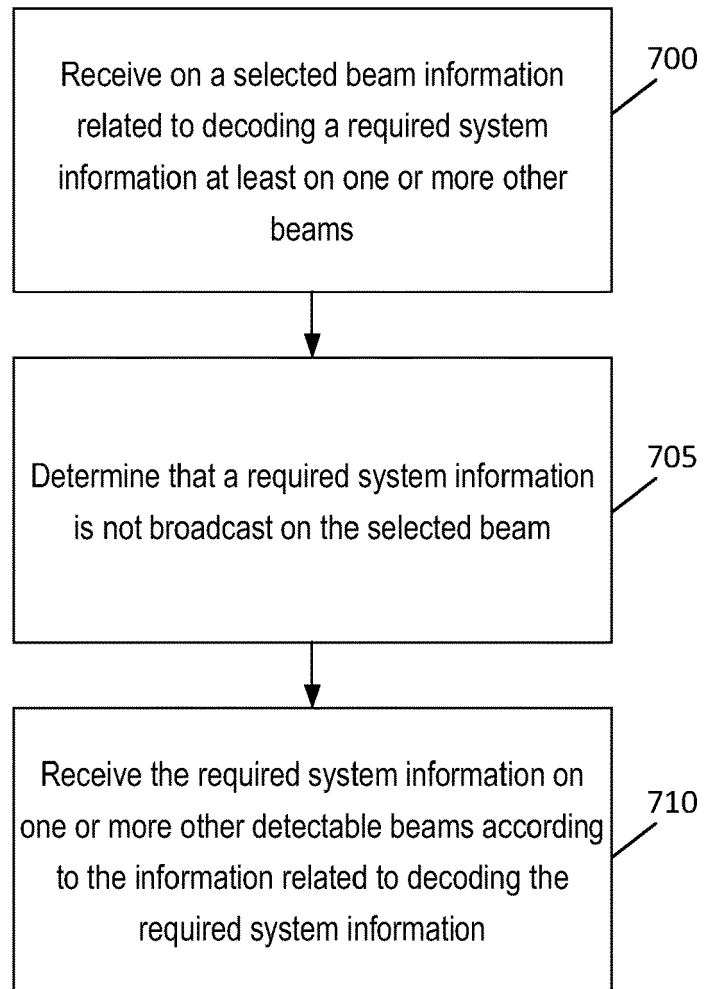 Receive on a selected beam information
related to decoding a required system
information at least on one or more other
beams
700
Determine that a required system information
is not broadcast on the selected beam
705
Receive the required system information on
one or more other detectable beams according
to the information related to decoding the
required system information
710